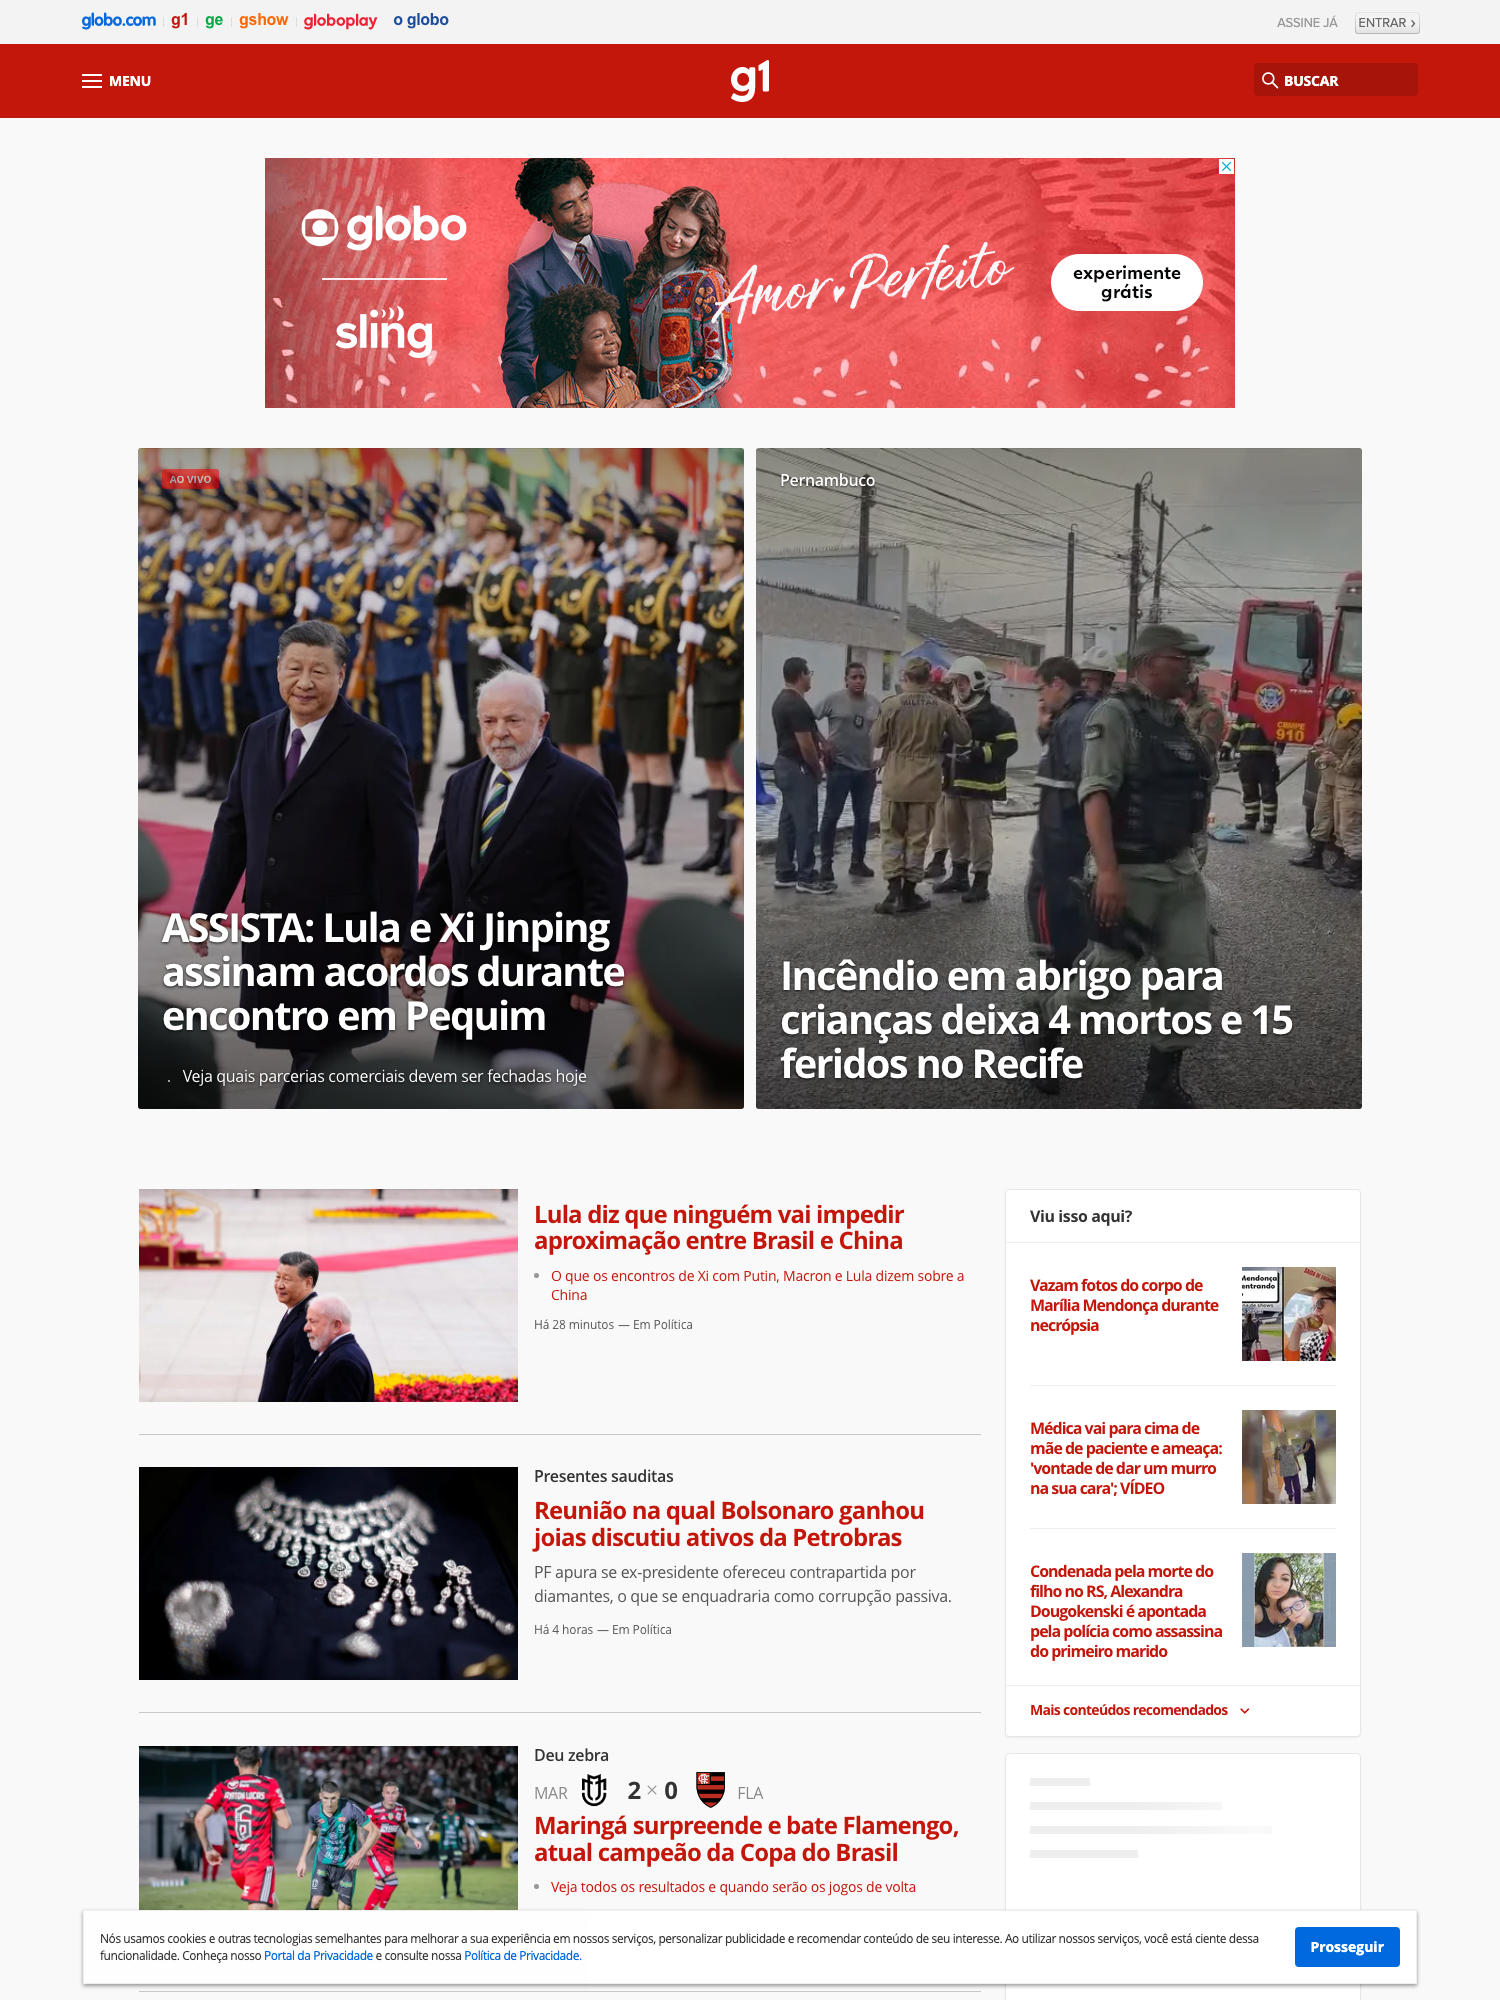 globo.com g1 ge gshow globoplay o globo
ASSINE JÁ ENTRAR ›
MENU
g1
BUSCAR
globo
sling
Amor Perfeito
experimente
grátis
AO VIVO
ASSISTA: Lula e Xi Jinping
assinam acordos durante
encontro em Pequim
. Veja quais parcerias comerciais devem ser fechadas hoje
Pernambuco
MILITAR
CBMPE
910
Incêndio em abrigo para
crianças deixa 4 mortos e 15
feridos no Recife
Lula diz que ninguém vai impedir
aproximação entre Brasil e China
• O que os encontros de Xi com Putin, Macron e Lula dizem sobre a
China
Há 28 minutos — Em Política
Presentes sauditas
Reunião na qual Bolsonaro ganhou
joias discutiu ativos da Petrobras
PF apura se ex-presidente ofereceu contrapartida por
diamantes, o que se enquadraria como corrupção passiva.
Há 4 horas — Em Política
Deu zebra
MAR 2 × 0 FLA
Maringá surpreende e bate Flamengo,
atual campeão da Copa do Brasil
• Veja todos os resultados e quando serão os jogos de volta
AYRTON LUCAS
6
Viu isso aqui?
Vazam fotos do corpo de
Marília Mendonça durante
necrópsia
Mendonça
entrando
Médica vai para cima de
mãe de paciente e ameaça:
'vontade de dar um murro
na sua cara'; VÍDEO
Condenada pela morte do
filho no RS, Alexandra
Dougokenski é apontada
pela polícia como assassina
do primeiro marido
Mais conteúdos recomendados
Nós usamos cookies e outras tecnologias semelhantes para melhorar a sua experiência em nossos serviços, personalizar publicidade e recomendar conteúdo de seu interesse. Ao utilizar nossos serviços, você está ciente dessa
funcionalidade. Conheça nosso Portal da Privacidade e consulte nossa Política de Privacidade.
Prosseguir